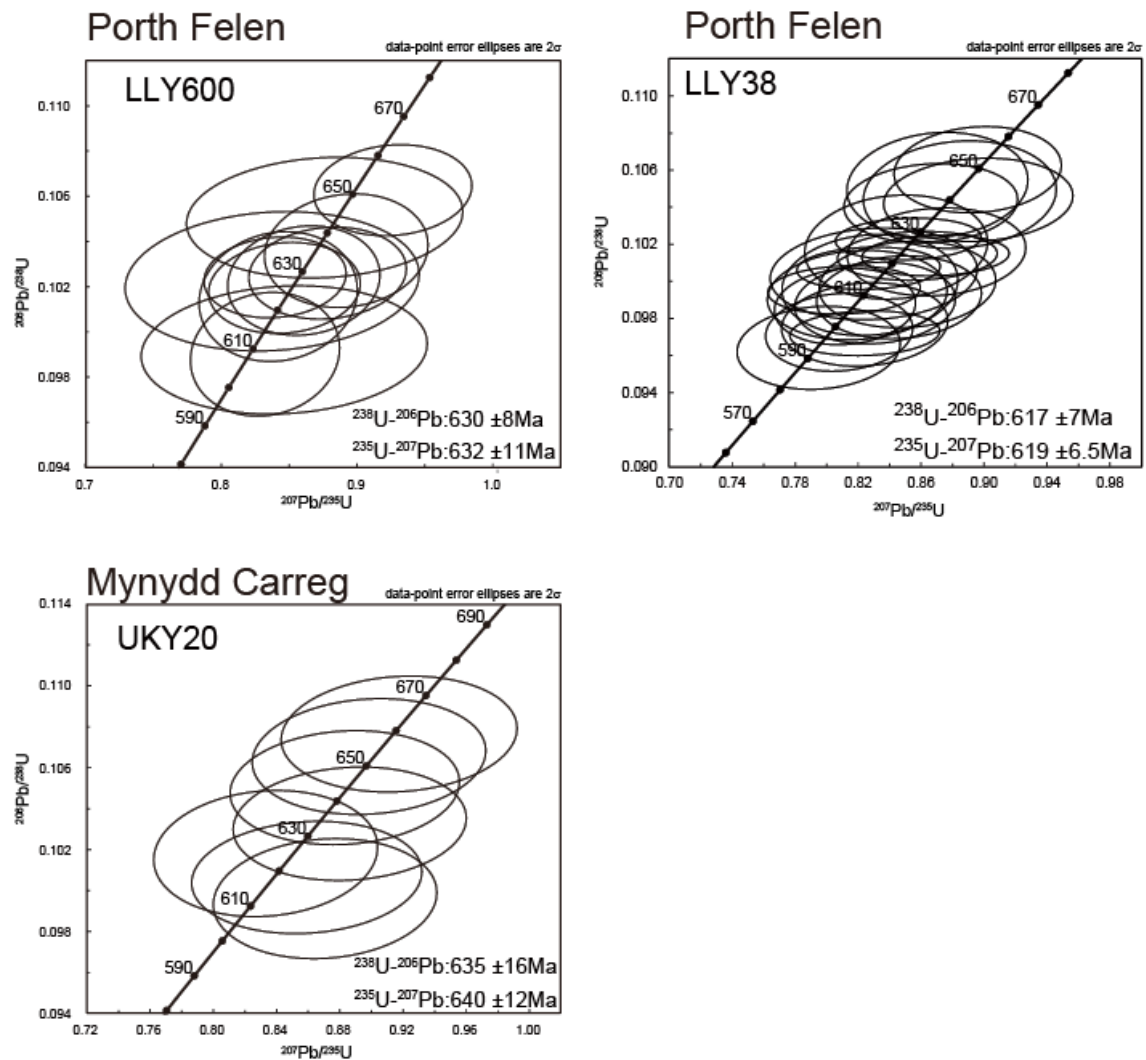 Porth Felen
data-point error ellipses are 2σ
LLY600
0.110
0.106
0.102
0.098
0.094
670
650
630
610
590
²⁰⁶Pb/²³⁸U
²³⁸U-²⁰⁶Pb:630 ±8Ma
²³⁵U-²⁰⁷Pb:632 ±11Ma
0.7 0.8 0.9 1.0
²⁰⁷Pb/²³⁵U
Porth Felen
data-point error ellipses are 2σ
LLY38
0.110
0.106
0.102
0.098
0.094
0.090
670
650
630
610
590
570
²⁰⁶Pb/²³⁸U
²³⁸U-²⁰⁶Pb:617 ±7Ma
²³⁵U-²⁰⁷Pb:619 ±6.5Ma
0.70 0.74 0.78 0.82 0.86 0.90 0.94 0.98
²⁰⁷Pb/²³⁵U
Mynydd Carreg
data-point error ellipses are 2σ
UKY20
0.114
0.110
0.106
0.102
0.098
0.094
690
670
650
630
610
590
²⁰⁶Pb/²³⁸U
²³⁸U-²⁰⁶Pb:635 ±16Ma
²³⁵U-²⁰⁷Pb:640 ±12Ma
0.72 0.76 0.80 0.84 0.88 0.92 0.96 1.00
²⁰⁷Pb/²³⁵U